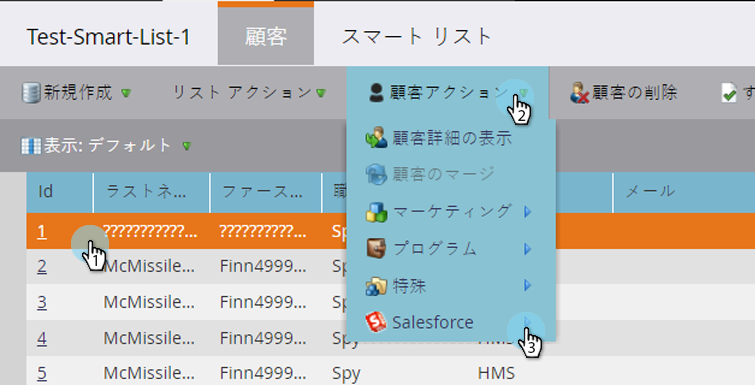 Test-Smart-List-1 顧客 スマート リスト
新規作成 リスト アクション 顧客アクション 顧客の削除 す
2
表示: デフォルト
顧客詳細の表示
顧客のマージ
マーケティング
プログラム
特殊
Salesforce
3
Id ラストネ... ファース... メール
1 ???????????... ??????????... Sp
1
2 McMissile... Finn4999... Sp
3 McMissile... Finn4999... Sp
4 McMissile... Finn4999... Spy HMS
5 McMissile... Finn4999... Spy HMS